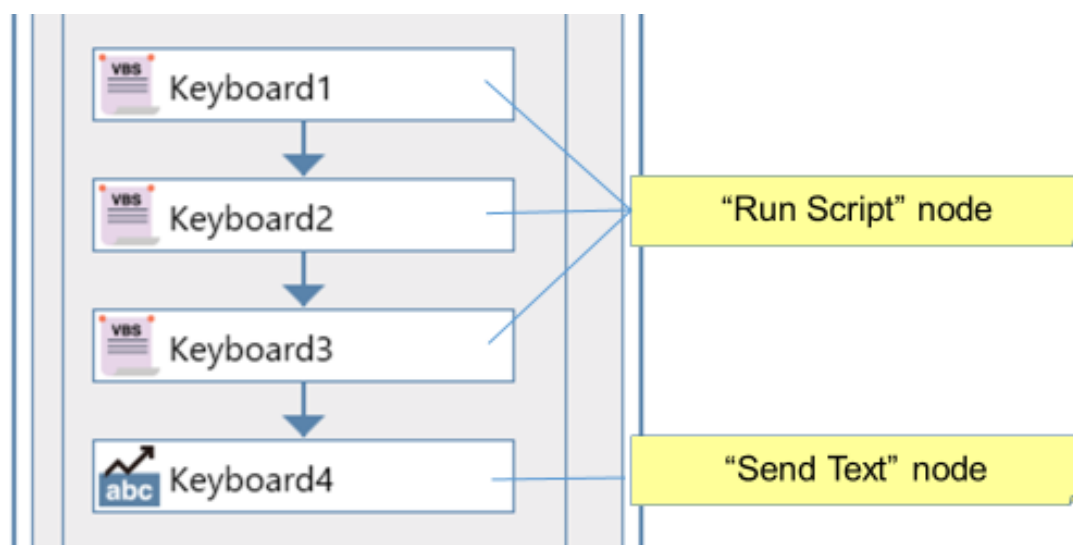 VBS
Keyboard1
VBS
Keyboard2
“Run Script” node
VBS
Keyboard3
abc
Keyboard4
“Send Text” node